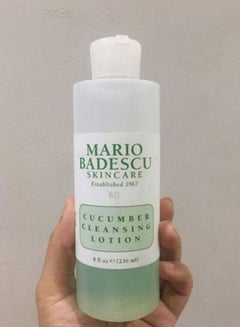 MARIO
BADESCU
SKINCARE
Established 1967
CUCUMBER
CLEANSING
LOTION
8 fl oz ℮ (236 ml)